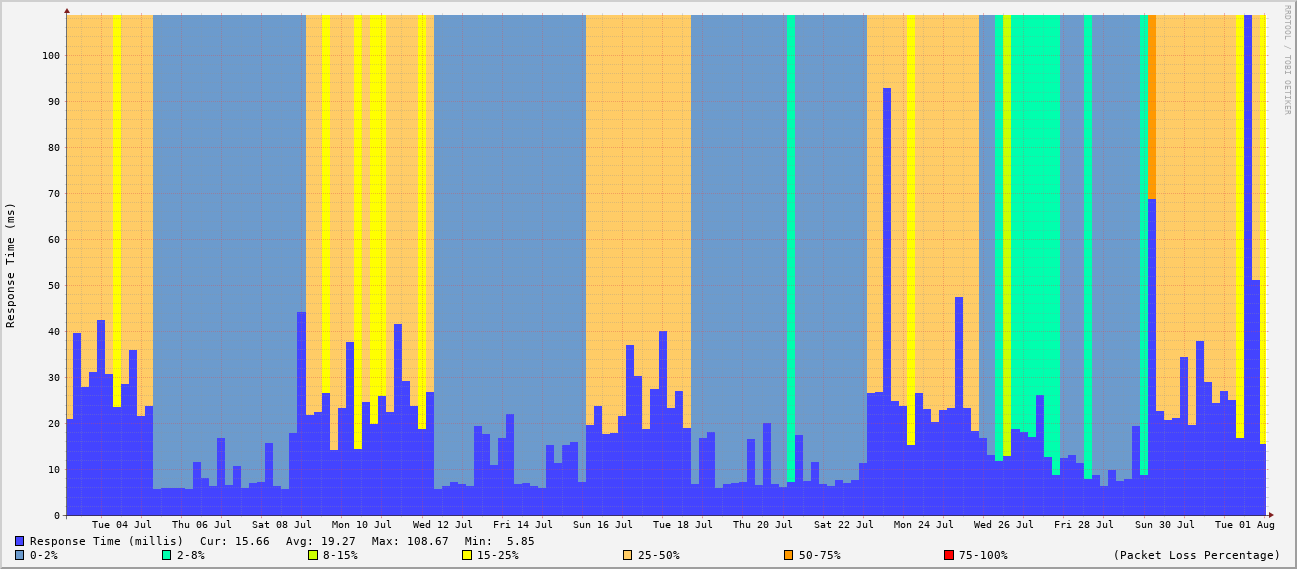 RRDTOOL / TOBI OETIKER
Response Time (ms)
100
90
80
70
60
50
40
30
20
10
0
Tue 04 Jul Thu 06 Jul Sat 08 Jul Mon 10 Jul Wed 12 Jul Fri 14 Jul Sun 16 Jul Tue 18 Jul Thu 20 Jul Sat 22 Jul Mon 24 Jul Wed 26 Jul Fri 28 Jul Sun 30 Jul Tue 01 Aug
Response Time (millis) Cur: 15.66 Avg: 19.27 Max: 108.67 Min: 5.85
0-2% 2-8% 8-15% 15-25% 25-50% 50-75% 75-100% (Packet Loss Percentage)